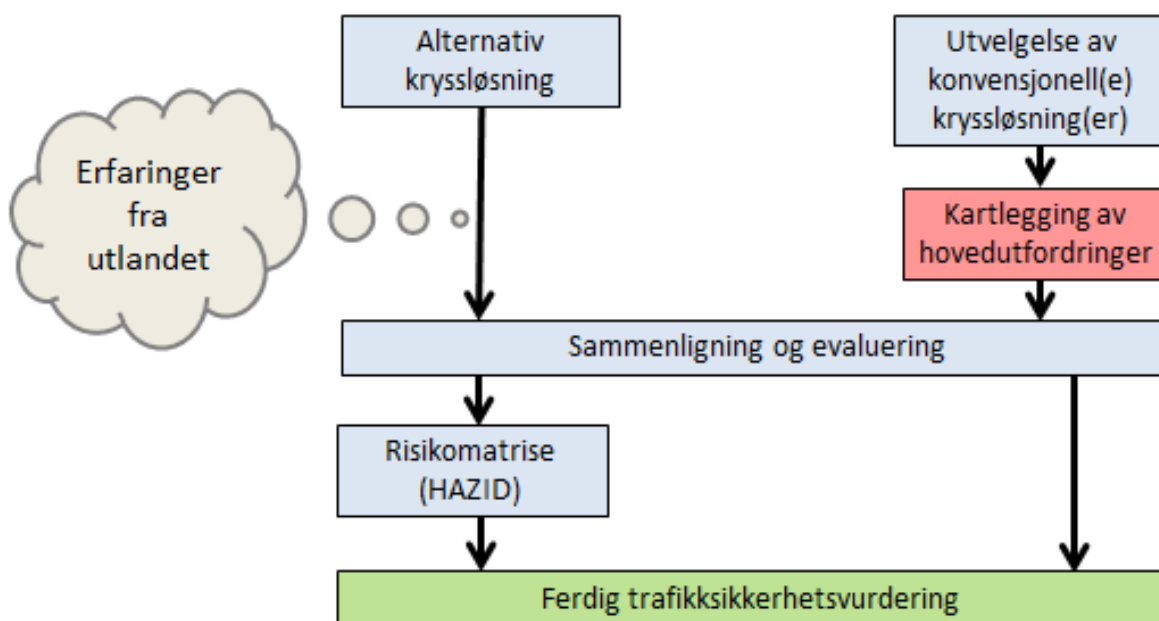 Alternativ
kryssløsning
Utvelgelse av
konvensjonell(e)
kryssløsning(er)
Erfaringer
fra
utlandet
Kartlegging av
hovedutfordringer
Sammenligning og evaluering
Risikomatrise
(HAZID)
Ferdig trafikksikkerhetsvurdering